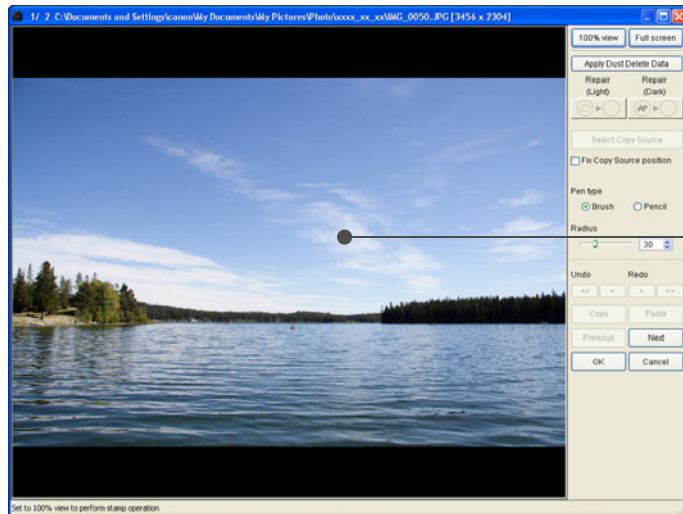 1/ 2 C:\Documents and Settings\canon\My Documents\My Pictures\Photo\xxxx_xx_xx\IMG_0050.JPG [3456 x 2304]
100% view Full screen
Apply Dust Delete Data
Repair Repair
(Light) (Dark)
Select Copy Source
Fix Copy Source position
Pen type
Brush Pencil
Radius
30
Undo Redo
<< < > >>
Copy Paste
Previous Next
OK Cancel
Set to 100% view to perform stamp operation